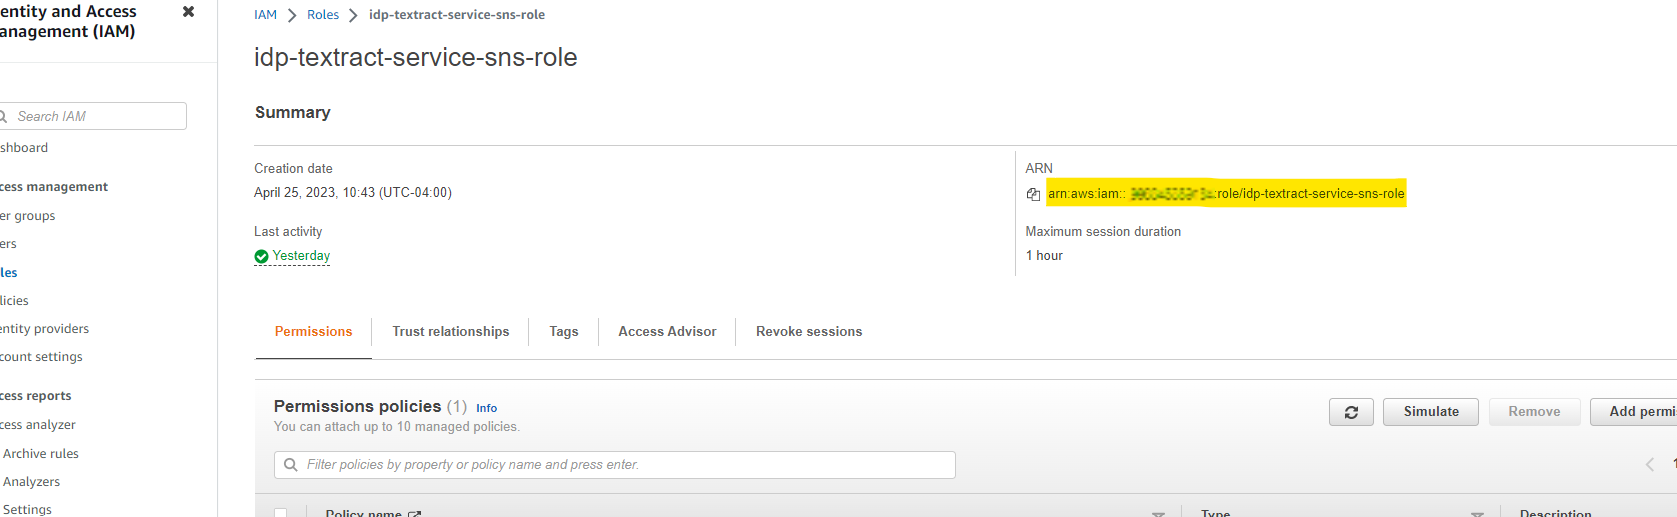 entity and Access
anagement (IAM)
Search IAM
shboard
cess management
er groups
ers
les
licies
entity providers
count settings
cess reports
cess analyzer
Archive rules
Analyzers
Settings
IAM > Roles > idp-textract-service-sns-role
idp-textract-service-sns-role
Summary
Creation date
April 25, 2023, 10:43 (UTC-04:00)
Last activity
Yesterday
ARN
arn:aws:iam:: :role/idp-textract-service-sns-role
Maximum session duration
1 hour
Permissions
Trust relationships
Tags
Access Advisor
Revoke sessions
Permissions policies (1) Info
You can attach up to 10 managed policies.
Simulate
Remove
Add permi
Filter policies by property or policy name and press enter.
1
Policy name
Type
Description